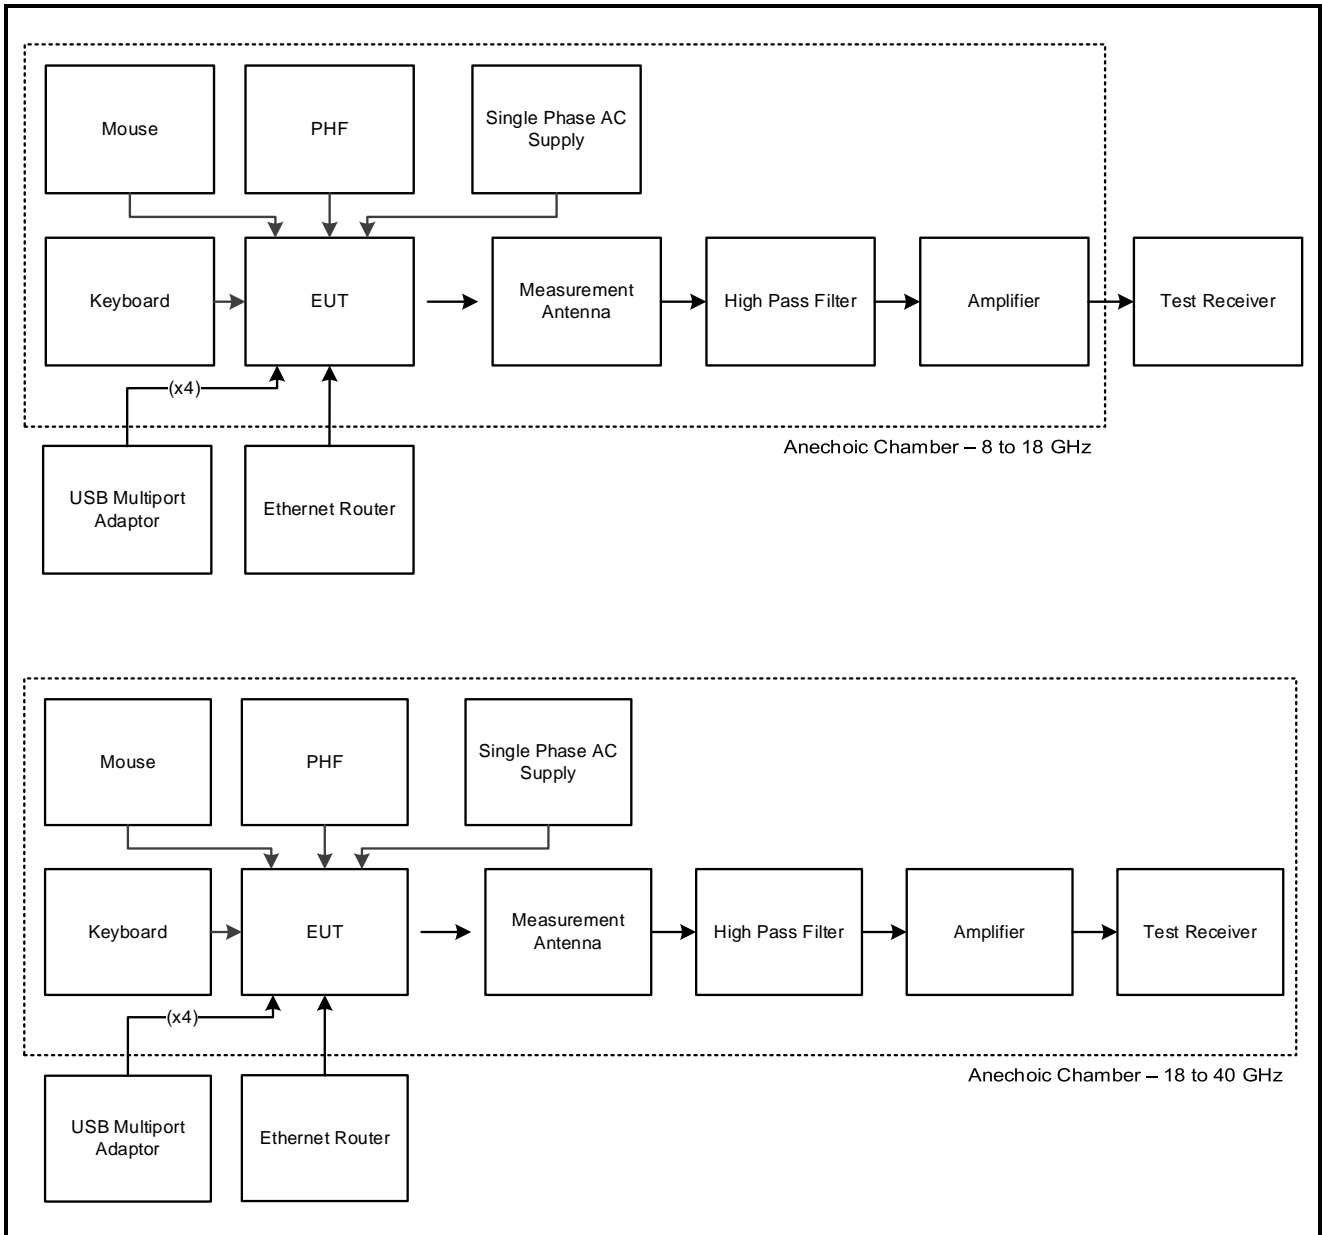 Mouse
PHF
Single Phase AC
Supply
Keyboard
EUT
Measurement
Antenna
High Pass Filter
Amplifier
Test Receiver
(x4)
Anechoic Chamber – 8 to 18 GHz
USB Multiport
Adaptor
Ethernet Router
Mouse
PHF
Single Phase AC
Supply
Keyboard
EUT
Measurement
Antenna
High Pass Filter
Amplifier
Test Receiver
(x4)
Anechoic Chamber – 18 to 40 GHz
USB Multiport
Adaptor
Ethernet Router